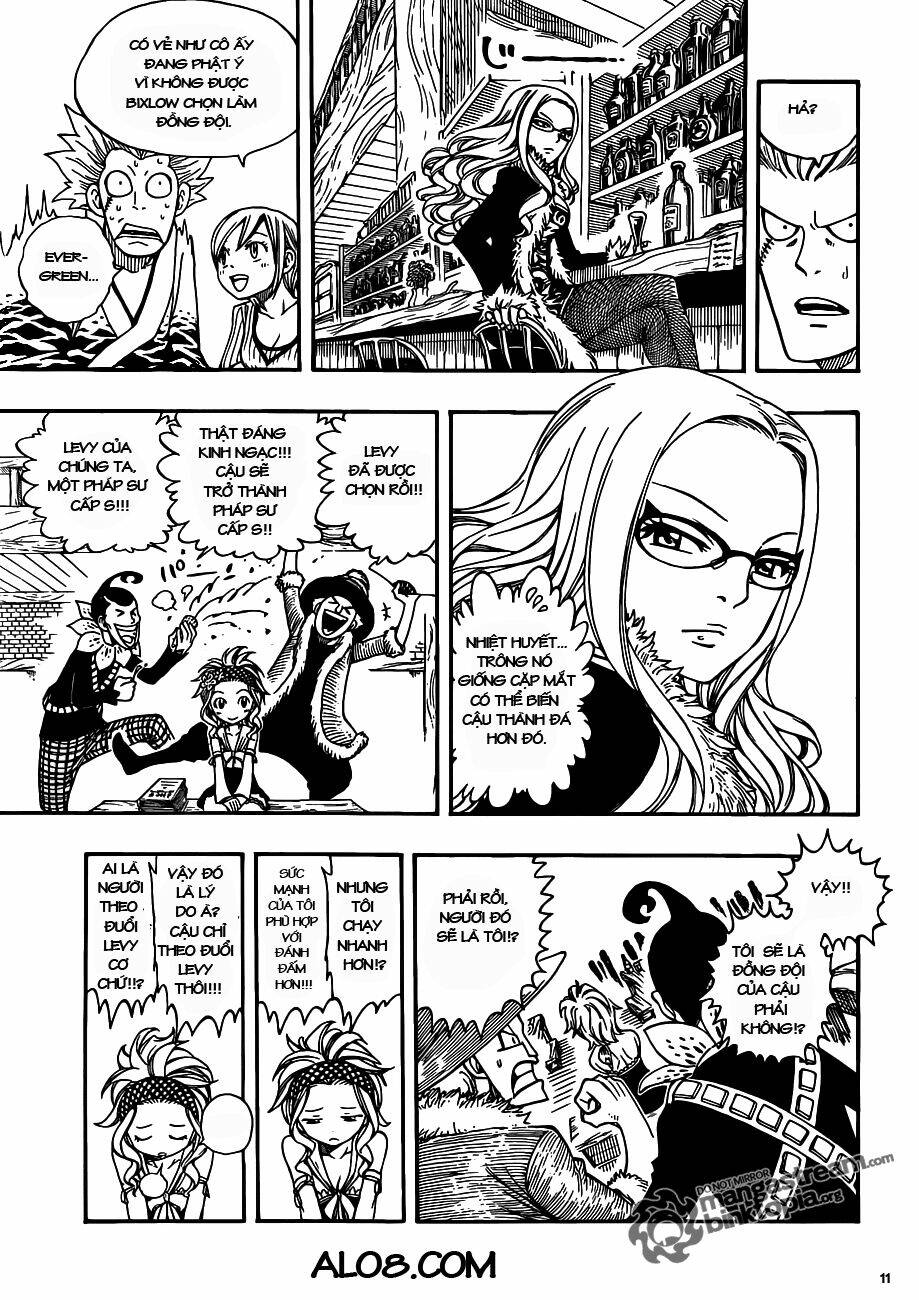 HẢ?
じーーー
CÓ VẺ NHƯ CÔ ẤY
ĐANG PHẬT Ý
VÌ KHÔNG ĐƯỢC
BIXLOW CHỌN LÀM
ĐỒNG ĐỘI.
EVER-
GREEN...
NHIỆT HUYẾT...
TRÔNG NÓ
GIỐNG CẶP MẮT
CÓ THỂ BIẾN
CẬU THÀNH ĐÁ
HƠN ĐÓ.
LEVY
ĐÃ ĐƯỢC
CHỌN RỒI!!
THẬT ĐÁNG
KINH NGẠC!!!
CẬU SẼ
TRỞ THÀNH
PHÁP SƯ
CẤP S!!
LEVY CỦA
CHÚNG TA,
MỘT PHÁP SƯ
CẤP S!!!
VẬY!!
TÔI SẼ LÀ
ĐỒNG ĐỘI
CỦA CẬU
PHẢI
KHÔNG!?
PHẢI RỒI,
NGƯỜI ĐÓ
SẼ LÀ TÔI!?
NHƯNG
TÔI
CHẠY
NHANH
HƠN!?
SỨC
MẠNH
CỦA TÔI
PHÙ HỢP
VỚI
ĐÁNH
ĐẤM
HƠN!!!
VẬY ĐÓ
LÀ LÝ
DO À?
CẬU CHỈ
THEO ĐUỔI
LEVY
THÔI!!!
AI LÀ
NGƯỜI
THEO
ĐUỔI
LEVY
CƠ
CHỨ!!?
DO NOT MIRROR
mangastream.com
binktopia.org
ALO8.COM
11